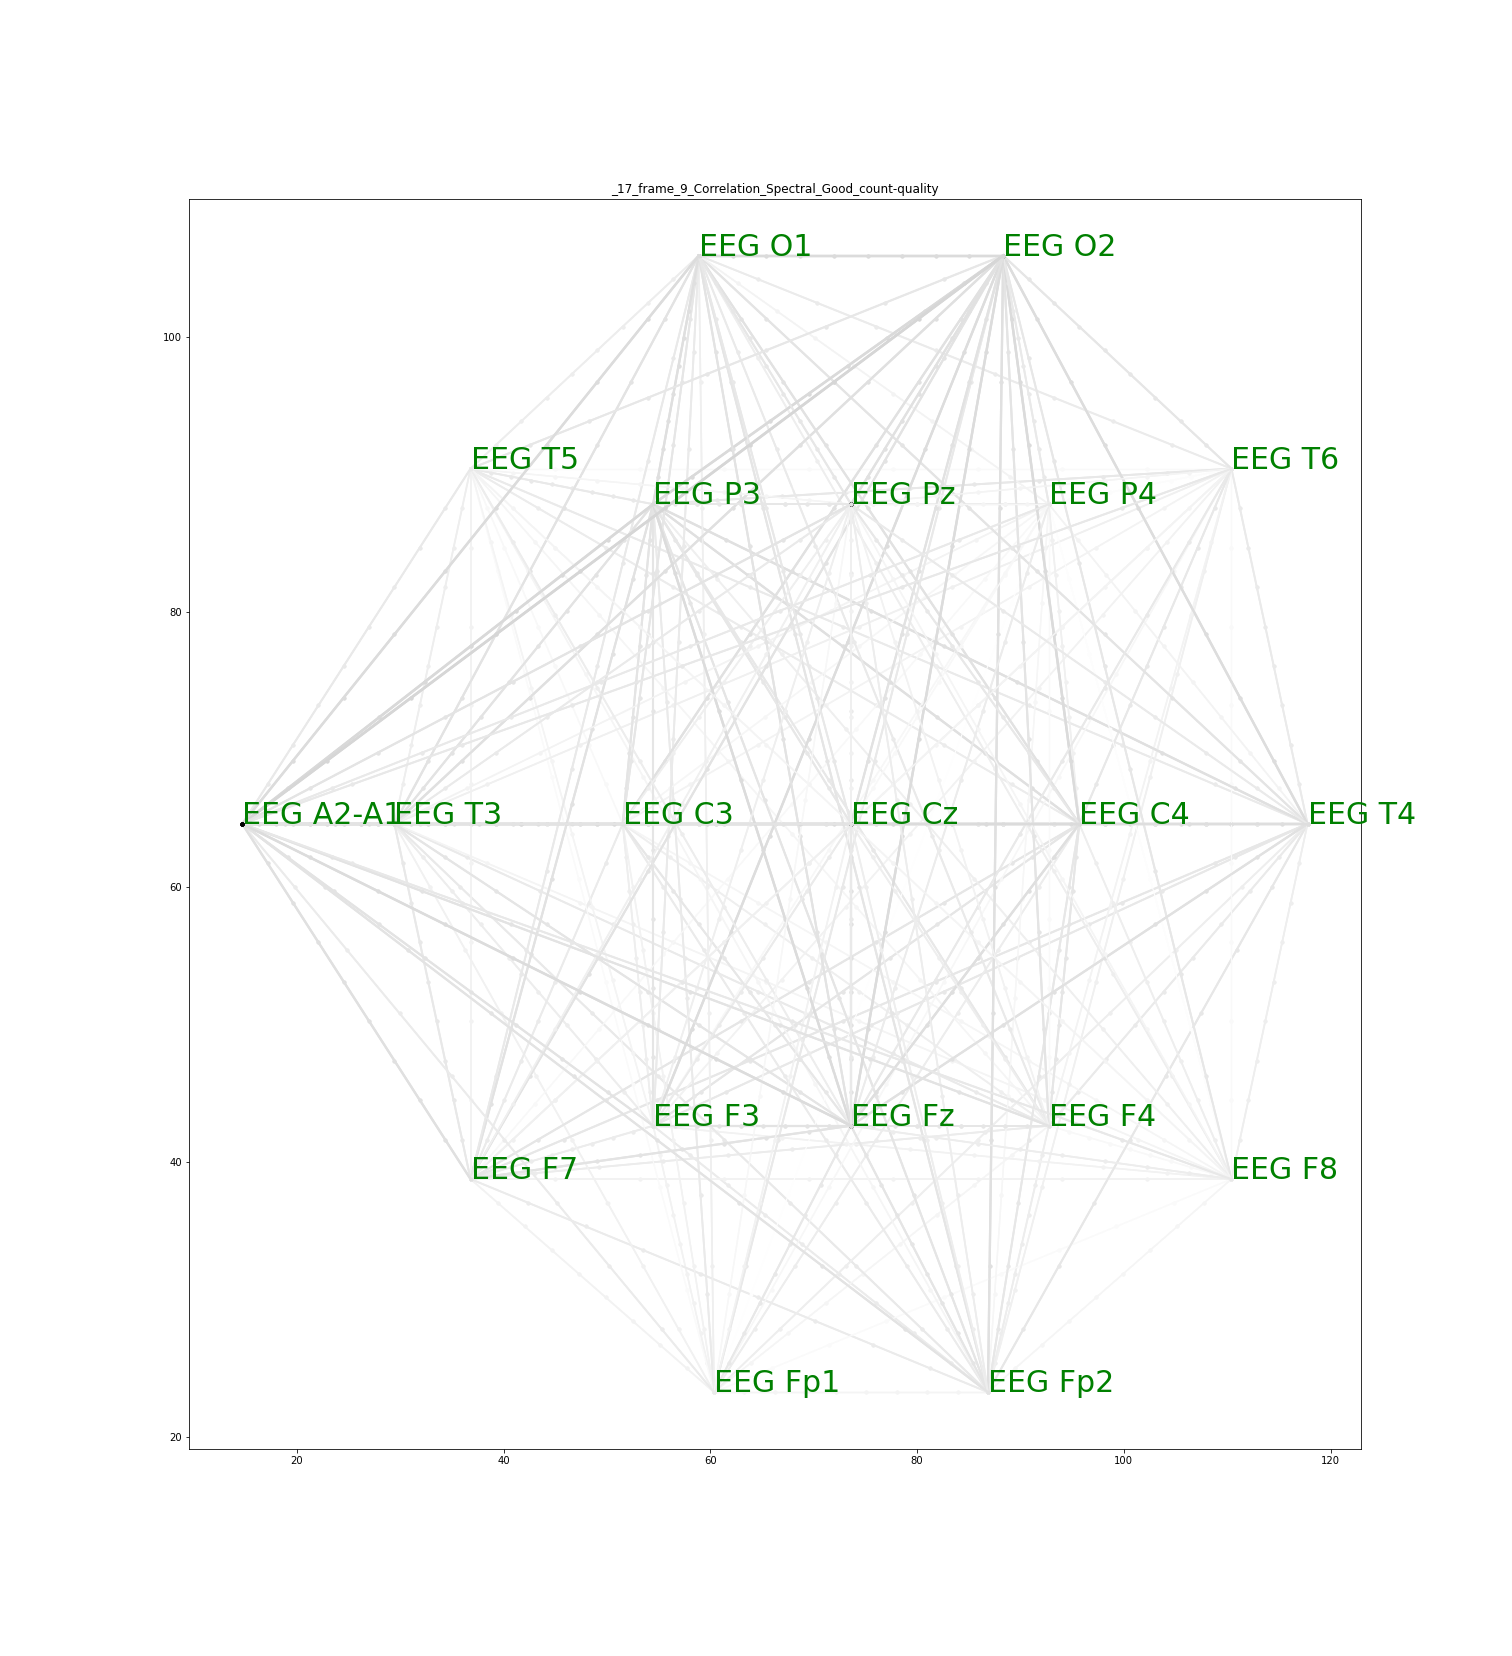 _17_frame_9_Correlation_Spectral_Good_count-quality
EEG O1 EEG O2
100
EEG T5 EEG T6
EEG P3 EEG Pz EEG P4
80
EEG A2-A1 EEG T3 EEG C3 EEG Cz EEG C4 EEG T4
60
EEG F3 EEG Fz EEG F4
40
EEG F7 EEG F8
EEG Fp1 EEG Fp2
20
20 40 60 80 100 120